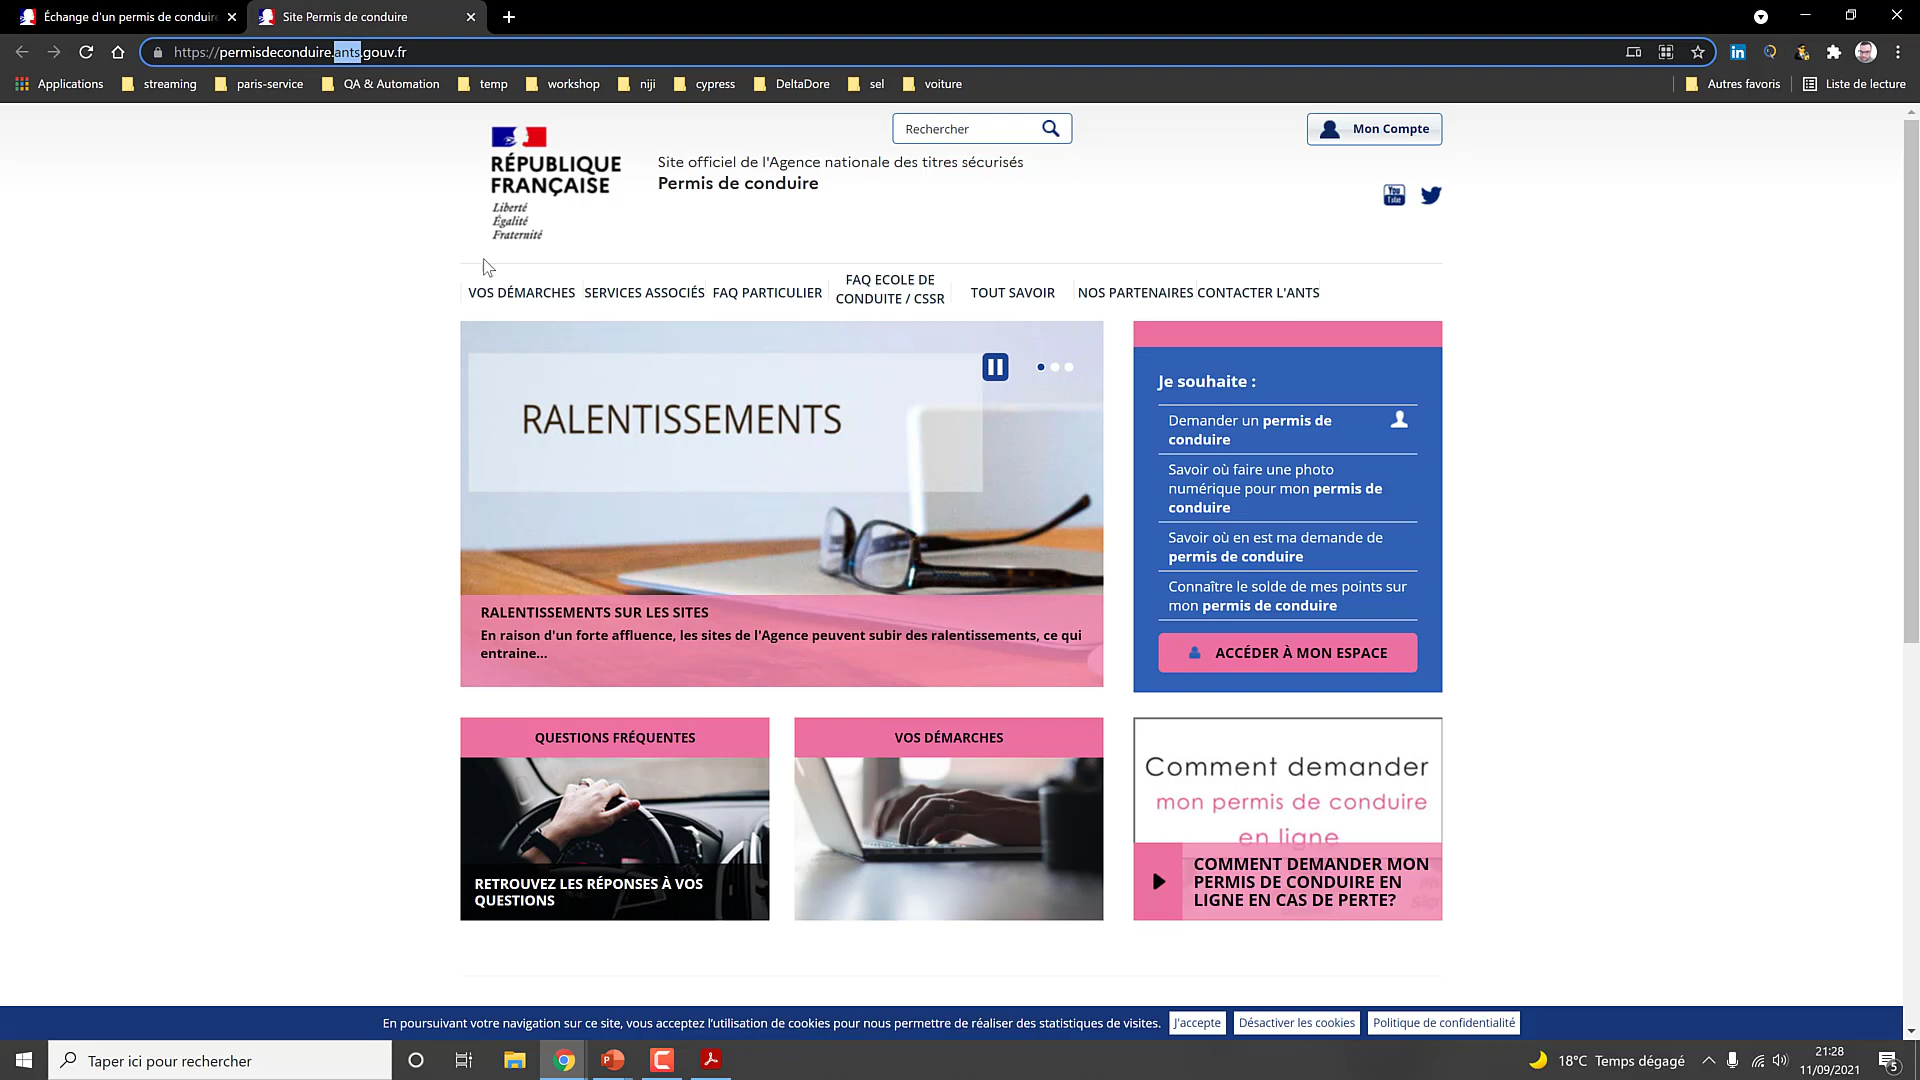 Échange d'un permis de conduire
Site Permis de conduire
https://permisdeconduire.ants.gouv.fr
Applications
streaming
paris-service
QA & Automation
temp
workshop
niji
cypress
DeltaDore
sel
voiture
Autres favoris
Liste de lecture
RÉPUBLIQUE
FRANÇAISE
Liberté
Égalité
Fraternité
Rechercher
Mon Compte
Site officiel de l'Agence nationale des titres sécurisés
Permis de conduire
You
Tube
VOS DÉMARCHES
SERVICES ASSOCIÉS
FAQ PARTICULIER
FAQ ECOLE DE
CONDUITE / CSSR
TOUT SAVOIR
NOS PARTENAIRES
CONTACTER L'ANTS
RALENTISSEMENTS
RALENTISSEMENTS SUR LES SITES
En raison d'un forte affluence, les sites de l'Agence peuvent subir des ralentissements, ce qui
entraine...
Je souhaite :
Demander un permis de
conduire
Savoir où faire une photo
numérique pour mon permis de
conduire
Savoir où en est ma demande de
permis de conduire
Connaître le solde de mes points sur
mon permis de conduire
ACCÉDER À MON ESPACE
QUESTIONS FRÉQUENTES
RETROUVEZ LES RÉPONSES À VOS
QUESTIONS
VOS DÉMARCHES
Comment demander
mon permis de conduire
en ligne
COMMENT DEMANDER MON
PERMIS DE CONDUIRE EN
LIGNE EN CAS DE PERTE?
En poursuivant votre navigation sur ce site, vous acceptez l'utilisation de cookies pour nous permettre de réaliser des statistiques de visites.
J'accepte
Désactiver les cookies
Politique de confidentialité
Taper ici pour rechercher
18°C Temps dégagé
21:28
11/09/2021
5